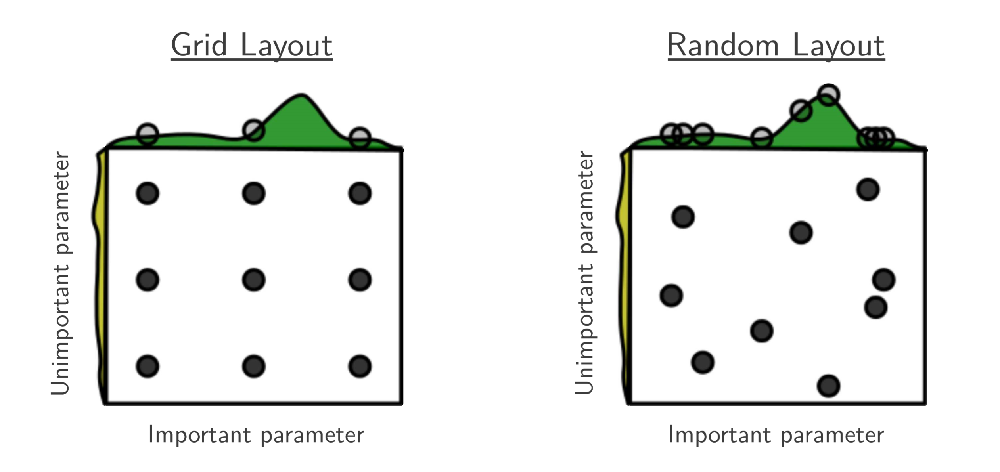 Grid Layout
Unimportant parameter
Important parameter
Random Layout
Unimportant parameter
Important parameter